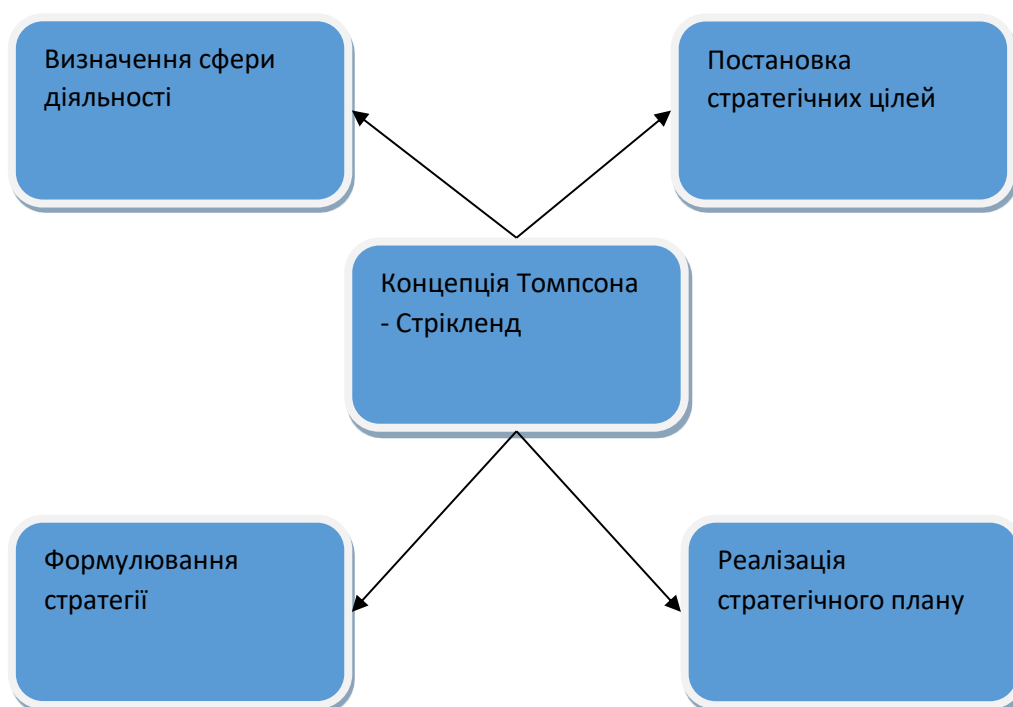 Визначення сфери
діяльності
Постановка
стратегічних цілей
Концепція Томпсона
- Стрікленд
Формулювання
стратегії
Реалізація
стратегічного плану